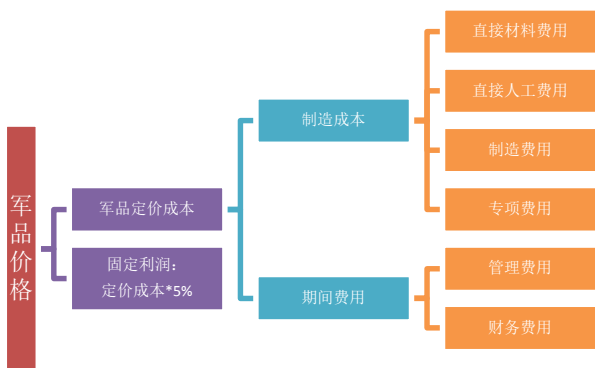 军品价格
军品定价成本
固定利润：
定价成本*5%
制造成本
期间费用
直接材料费用
直接人工费用
制造费用
专项费用
管理费用
财务费用